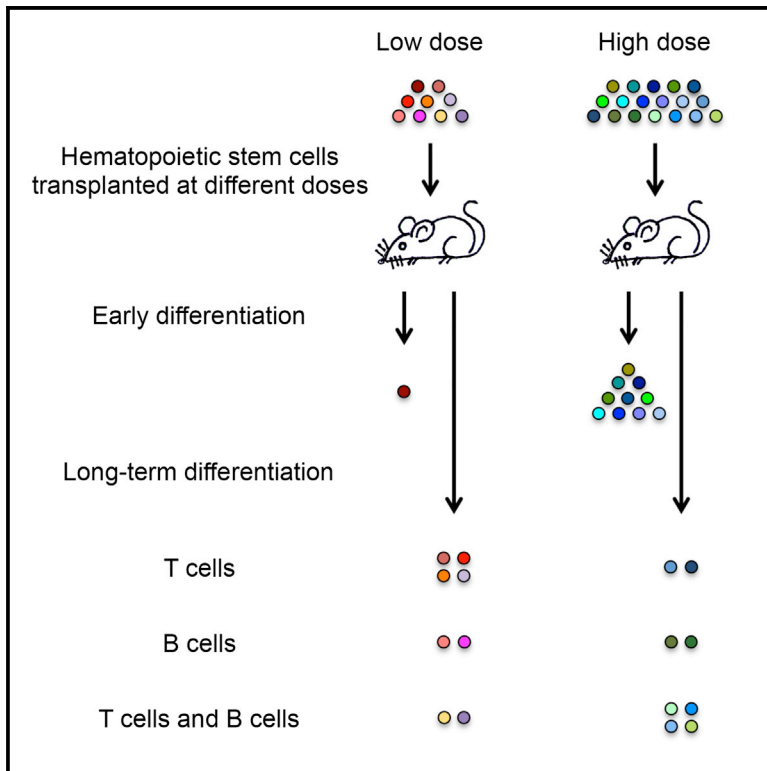 Low dose
High dose
Hematopoietic stem cells
transplanted at different doses
Early differentiation
Long-term differentiation
T cells
B cells
T cells and B cells